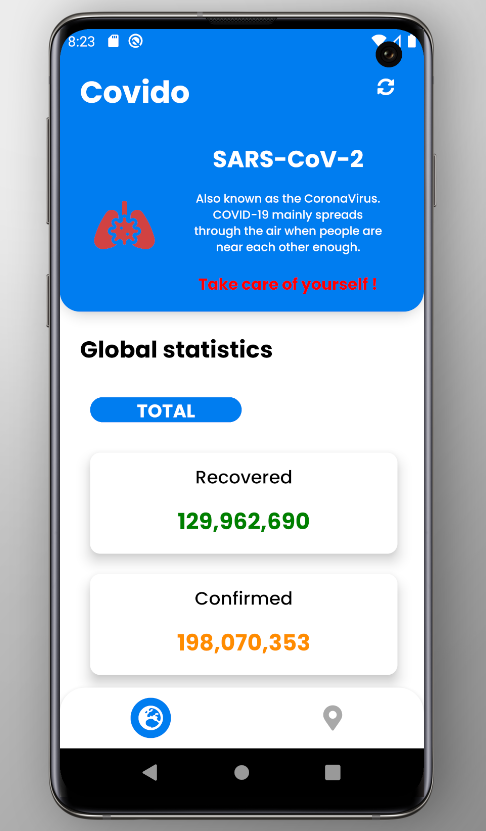 8:23
Covido
SARS-CoV-2
Also known as the CoronaVirus.
COVID-19 mainly spreads
through the air when people are
near each other enough.
Take care of yourself !
Global statistics
TOTAL
Recovered
129,962,690
Confirmed
198,070,353